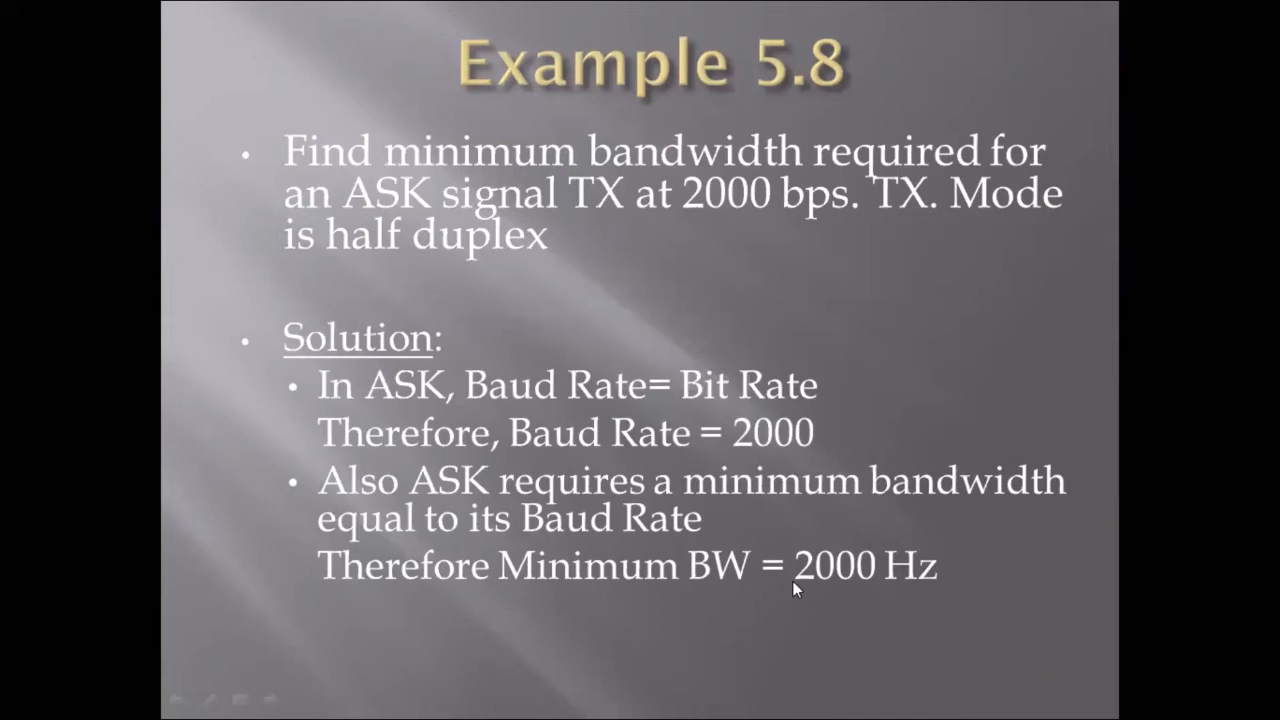 Example 5.8
• Find minimum bandwidth required for
an ASK signal TX at 2000 bps. TX. Mode
is half duplex
• Solution:
• In ASK, Baud Rate= Bit Rate
Therefore, Baud Rate = 2000
• Also ASK requires a minimum bandwidth
equal to its Baud Rate
Therefore Minimum BW = 2000 Hz